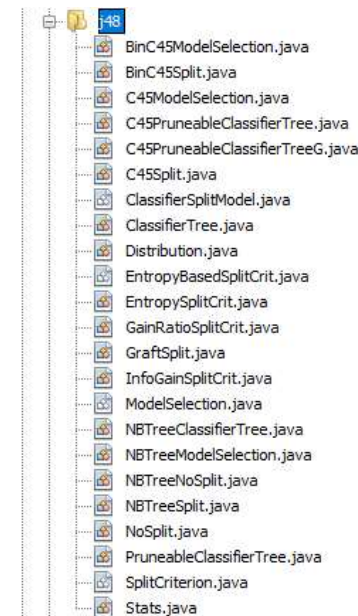 j48
BinC45ModelSelection.java
BinC45Split.java
C45ModelSelection.java
C45PruneableClassifierTree.java
C45PruneableClassifierTreeG.java
C45Split.java
ClassifierSplitModel.java
ClassifierTree.java
Distribution.java
EntropyBasedSplitCrit.java
EntropySplitCrit.java
GainRatioSplitCrit.java
GraftSplit.java
InfoGainSplitCrit.java
ModelSelection.java
NBTreeClassifierTree.java
NBTreeModelSelection.java
NBTreeNoSplit.java
NBTreeSplit.java
NoSplit.java
PruneableClassifierTree.java
SplitCriterion.java
Stats.java